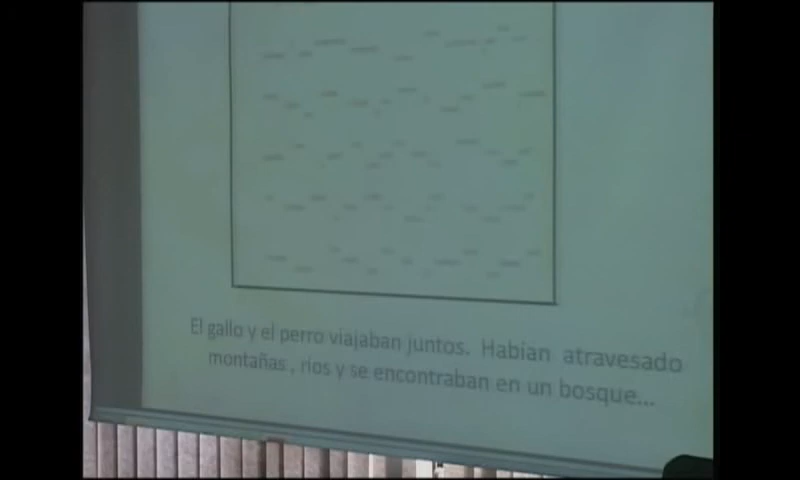 El gallo y el perro viajaban juntos. Habían atravesado
montañas , ríos y se encontraban en un bosque...